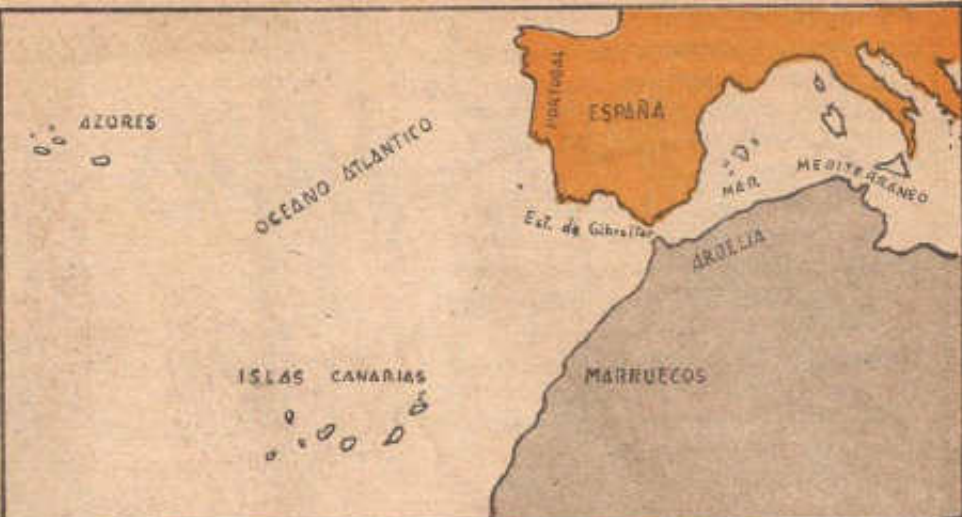 AZORES
OCEANO ATLANTICO
PORTUGAL
ESPAÑA
MAR MEDITERRANEO
Est. de Gibraltar
ARGELIA
ISLAS CANARIAS
MARRUECOS